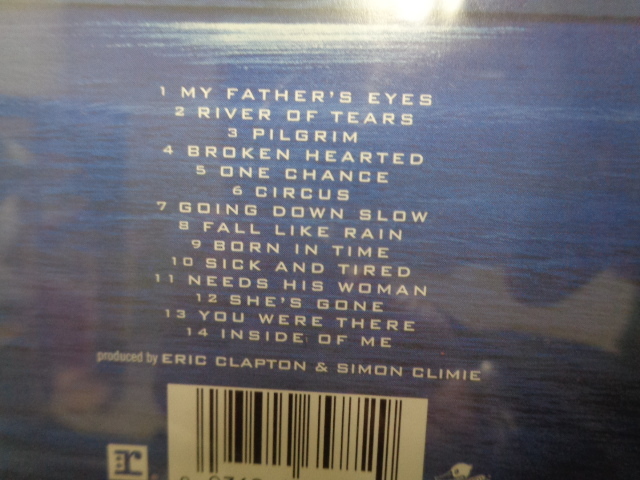 1 MY FATHER'S EYES
2 RIVER OF TEARS
3 PILGRIM
4 BROKEN HEARTED
5 ONE CHANCE
6 CIRCUS
7 GOING DOWN SLOW
8 FALL LIKE RAIN
9 BORN IN TIME
10 SICK AND TIRED
11 NEEDS HIS WOMAN
12 SHE'S GONE
13 YOU WERE THERE
14 INSIDE OF ME
produced by ERIC CLAPTON & SIMON CLIMIE
r